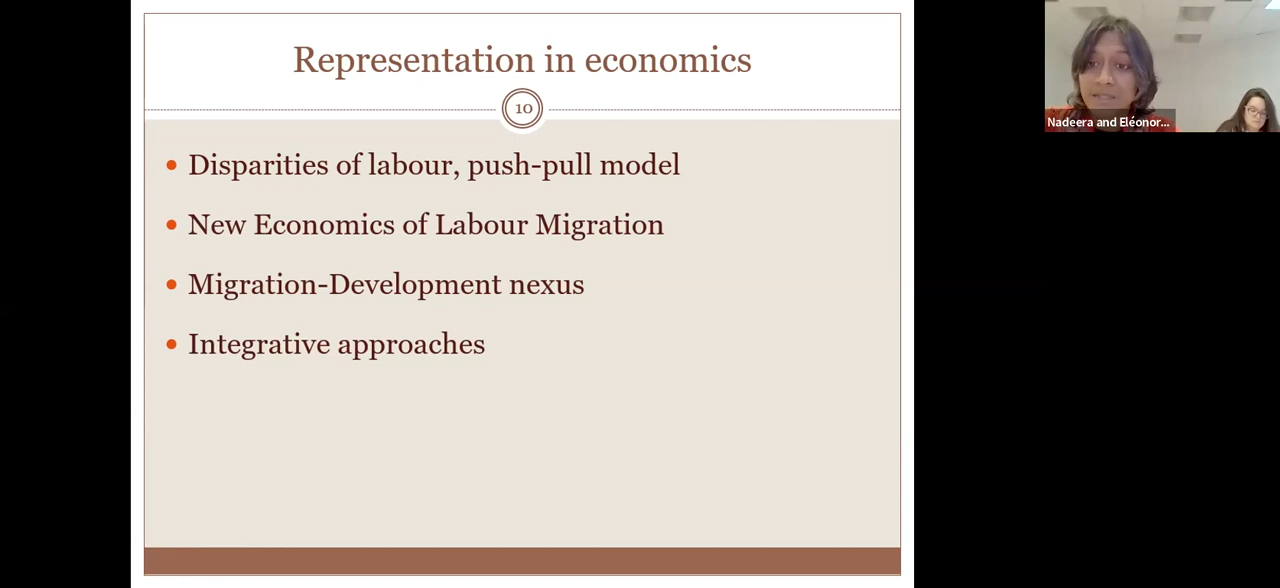 Representation in economics
10
Disparities of labour, push-pull model
New Economics of Labour Migration
Migration-Development nexus
Integrative approaches
Nadeera and Eléonor...